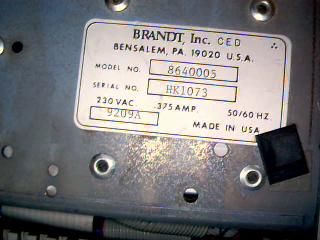 BRANDT, Inc. CED
BENSALEM, PA. 19020 U.S.A.
MODEL NO. 8640005
SERIAL NO. HK1073
230 VAC. .375 AMP. 50/60 HZ.
9209A MADE IN USA